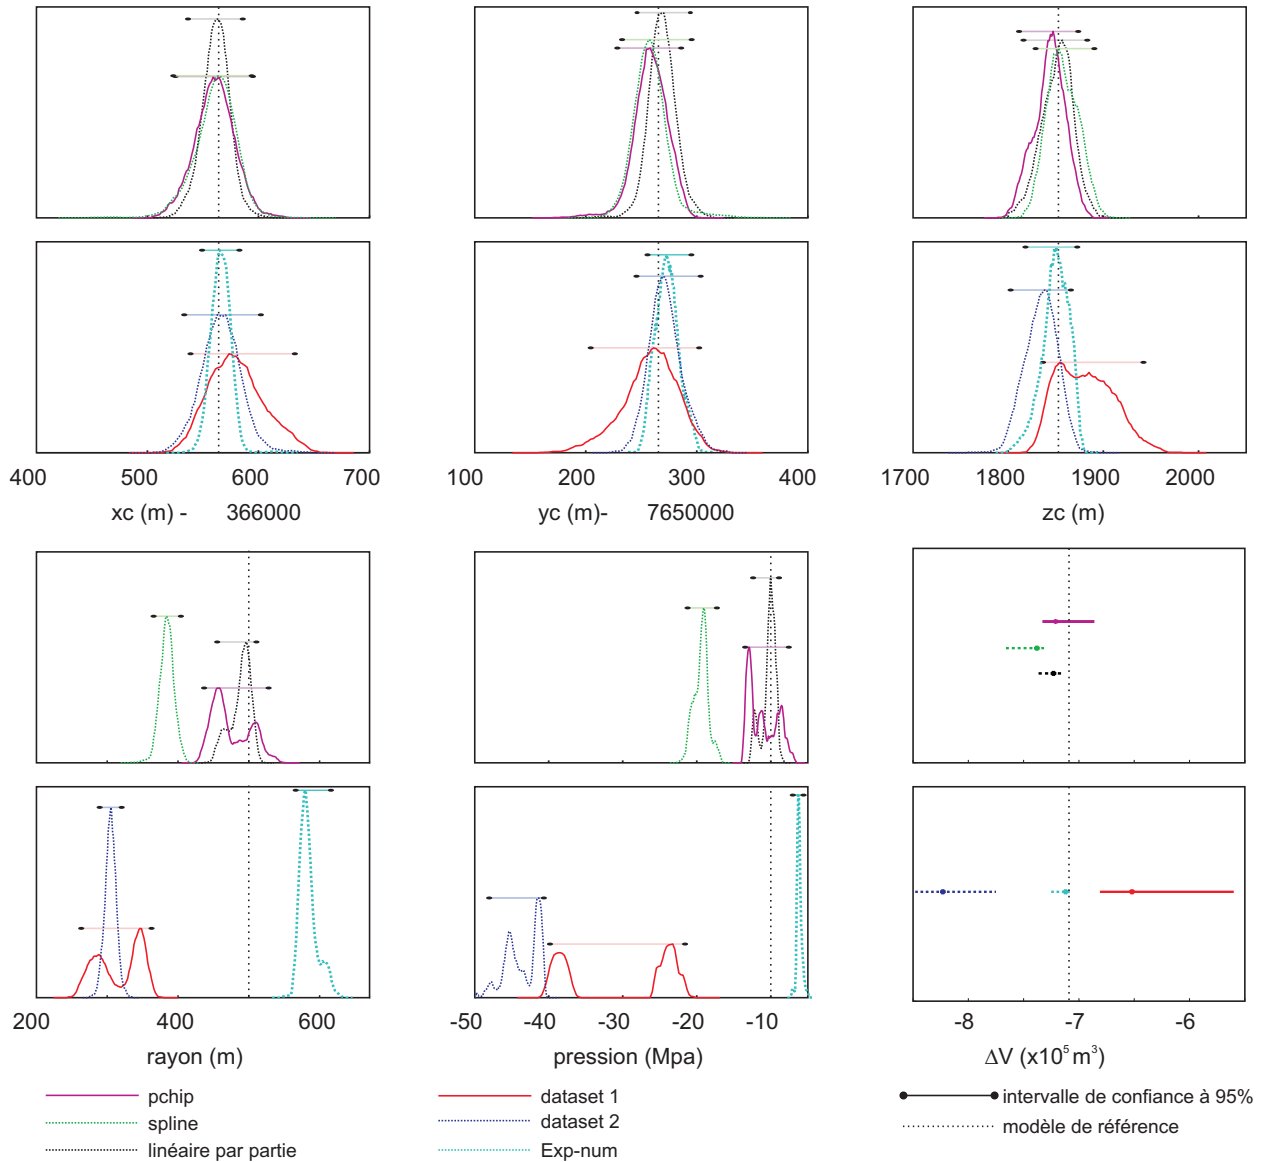 400 500 600 700
100 200 300 400
1700 1800 1900 2000
xc (m) - 366000
yc (m)- 7650000
zc (m)
200 400 600
-50 -40 -30 -20 -10
-8 -7 -6
rayon (m)
pression (Mpa)
ΔV (x10⁵ m³)
pchip
spline
linéaire par partie
dataset 1
dataset 2
Exp-num
intervalle de confiance à 95%
modèle de référence